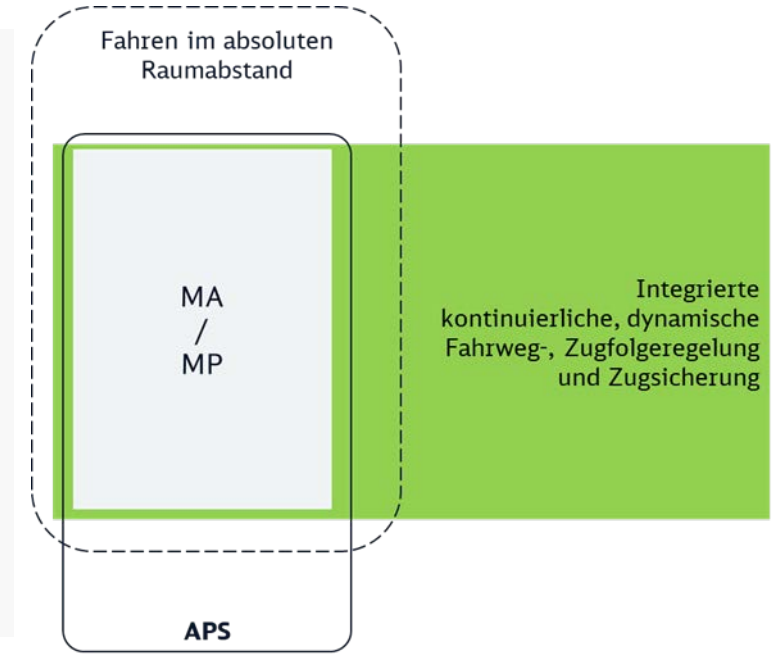 Fahren im absoluten
Raumabstand
MA
/
MP
Integrierte
kontinuierliche, dynamische
Fahrweg-, Zugfolgeregelung
und Zugsicherung
APS